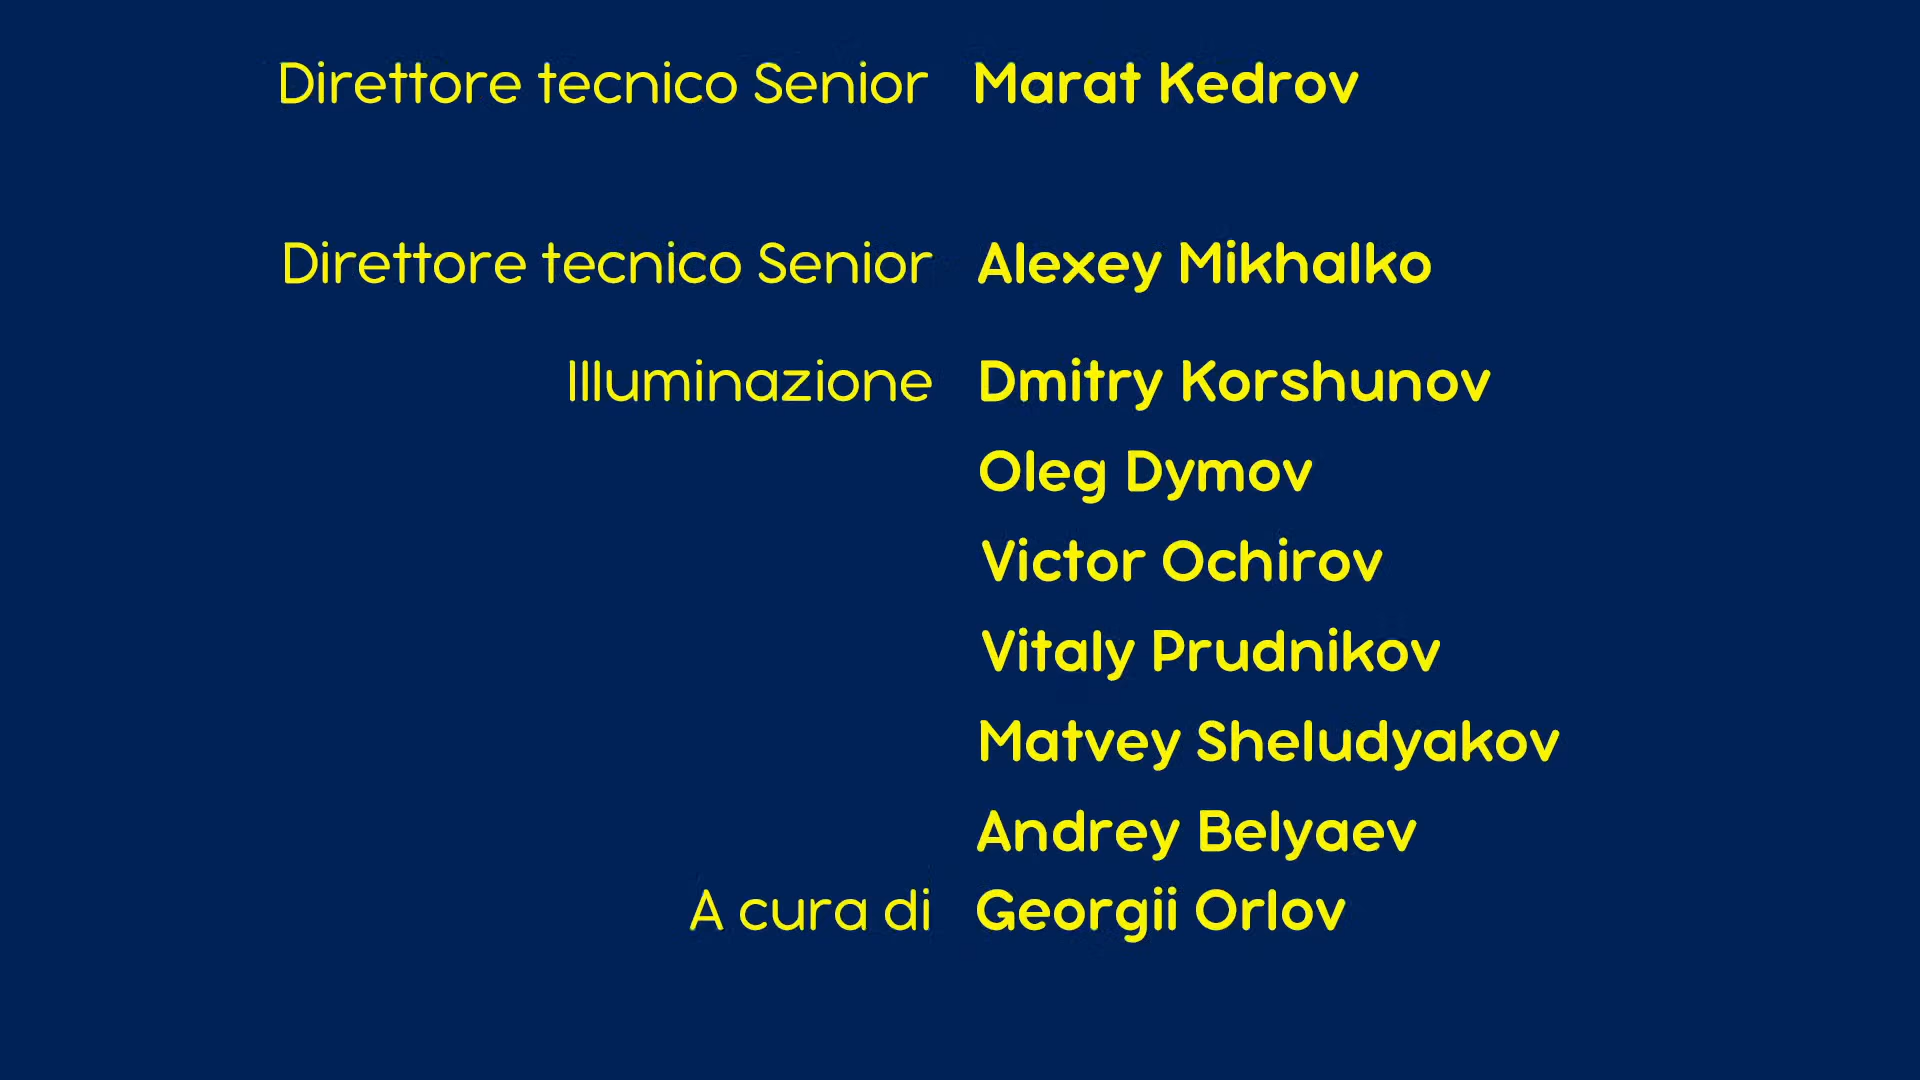 Direttore tecnico Senior Marat Kedrov
Direttore tecnico Senior Alexey Mikhalko
Illuminazione Dmitry Korshunov
Oleg Dymov
Victor Ochirov
Vitaly Prudnikov
Matvey Sheludyakov
Andrey Belyaev
A cura di Georgii Orlov